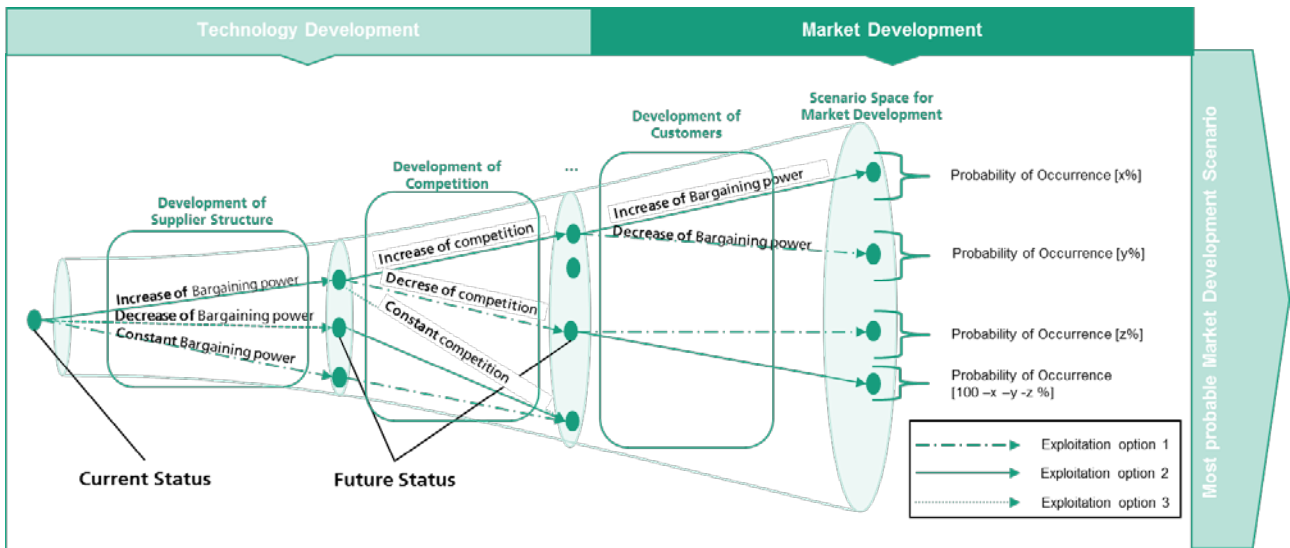 Technology Development
Market Development
Most probable Market Development Scenario
Scenario Space for
Market Development
Development of
Customers
...
Development of
Competition
Development of
Supplier Structure
Increase of Bargaining power
Decrease of Bargaining power
Constant Bargaining power
Increase of competition
Decrese of competition
Constant competition
Increase of Bargaining power
Decrease of Bargaining power
Probability of Occurrence [x%]
Probability of Occurrence [y%]
Probability of Occurrence [z%]
Probability of Occurrence
[100 –x –y -z %]
Current Status
Future Status
Exploitation option 1
Exploitation option 2
Exploitation option 3